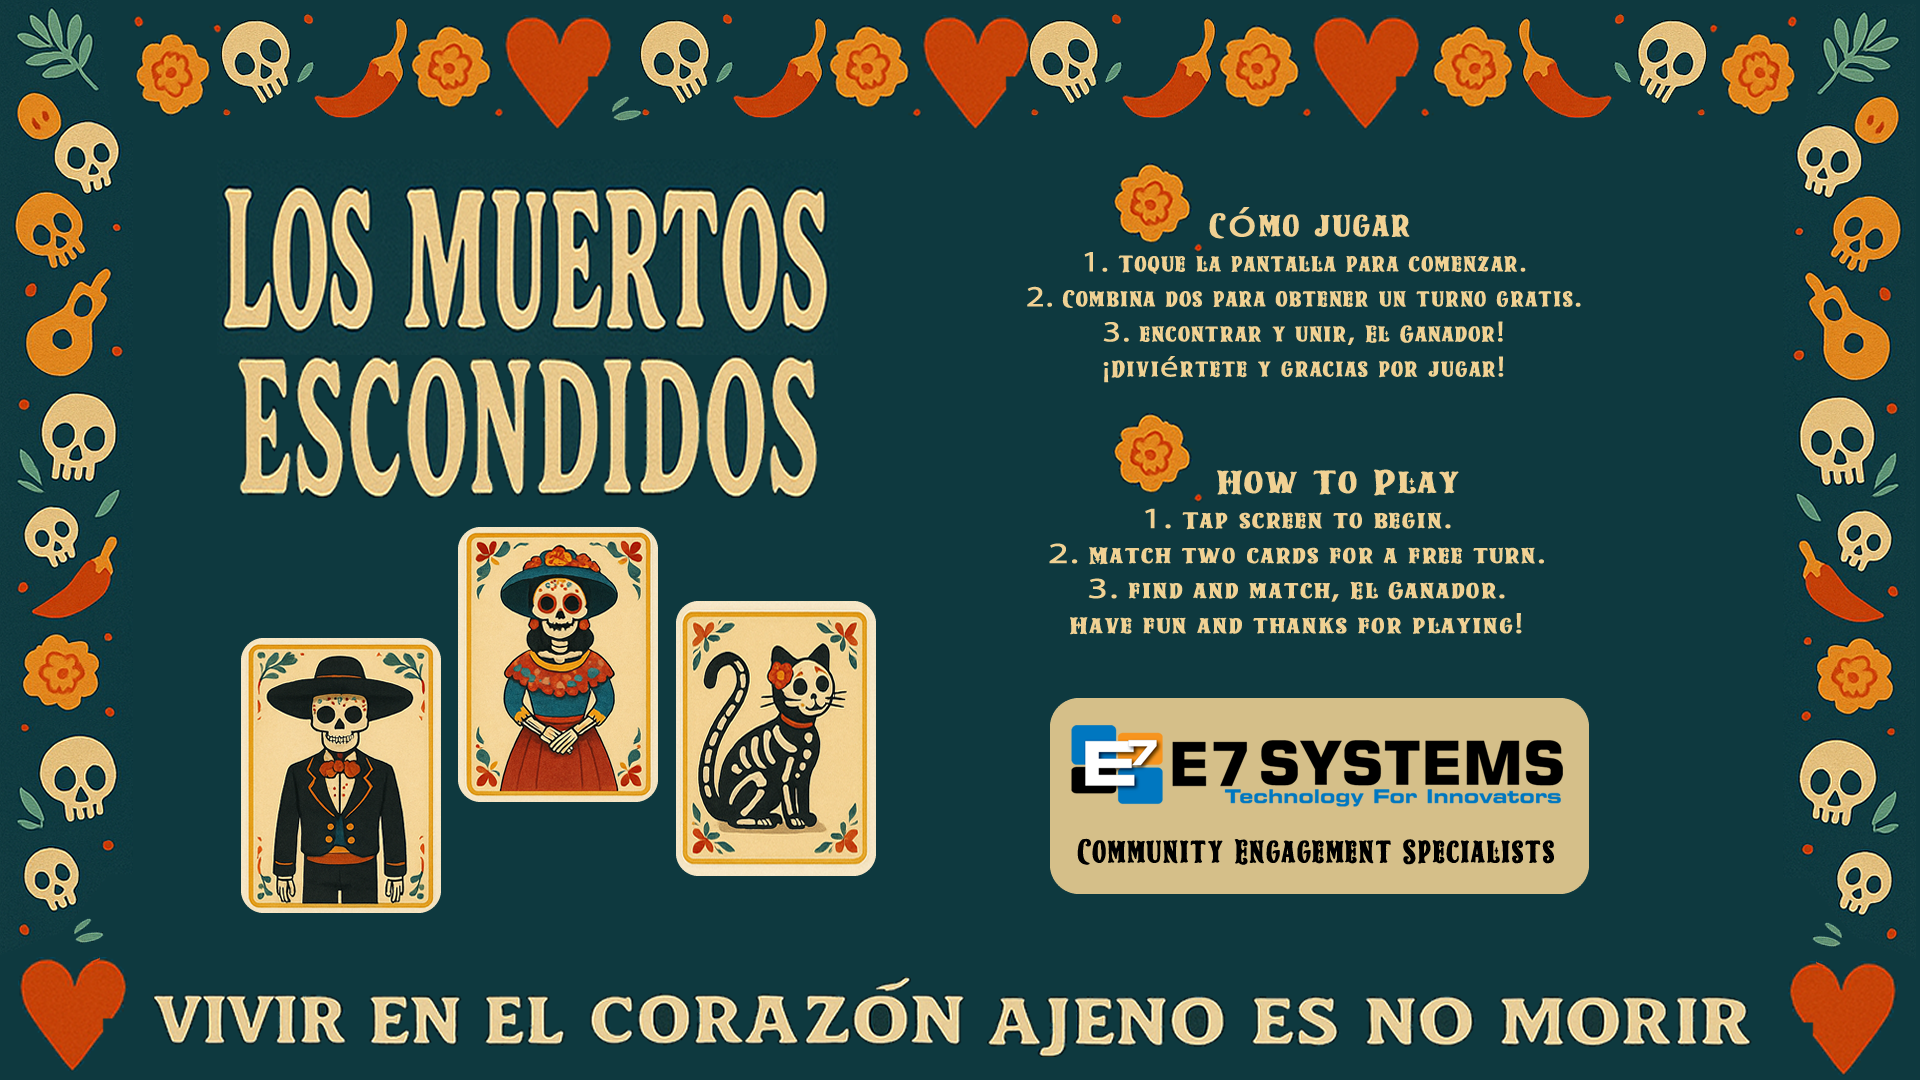 LOS MUERTOS
ESCONDIDOS
CÓMO JUGAR
1. TOQUE LA PANTALLA PARA COMENZAR.
2. COMBINA DOS PARA OBTENER UN TURNO GRATIS.
3. ENCONTRAR Y UNIR, EL GANADOR!
¡DIVIéRTETE Y GRACIAS POR JUGAR!
HOW TO PLAY
1. TAP SCREEN TO BEGIN.
2. MATCH TWO CARDS FOR A FREE TURN.
3. FIND AND MATCH, EL GANADOR.
HAVE FUN AND THANKS FOR PLAYING!
E7 E7 SYSTEMS
Technology For Innovators
COMMUNITY ENGAGEMENT SPECIALISTS
VIVIR EN EL CORAZÓN AJENO ES NO MORIR